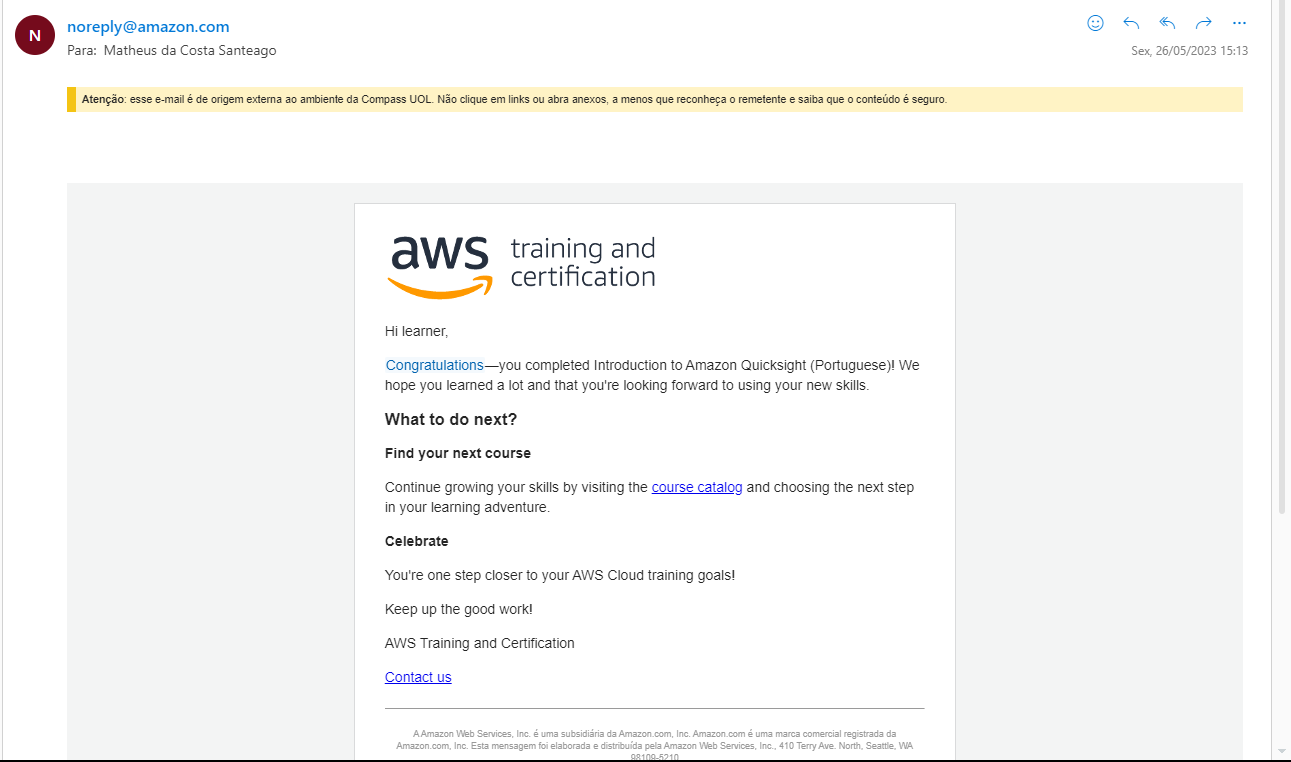 N
noreply@amazon.com
Para: Matheus da Costa Santeago
Sex, 26/05/2023 15:13
Atenção: esse e-mail é de origem externa ao ambiente da Compass UOL. Não clique em links ou abra anexos, a menos que reconheça o remetente e saiba que o conteúdo é seguro.
aws training and
certification
Hi learner,
Congratulations—you completed Introduction to Amazon Quicksight (Portuguese)! We
hope you learned a lot and that you're looking forward to using your new skills.
What to do next?
Find your next course
Continue growing your skills by visiting the course catalog and choosing the next step
in your learning adventure.
Celebrate
You're one step closer to your AWS Cloud training goals!
Keep up the good work!
AWS Training and Certification
Contact us
A Amazon Web Services, Inc. é uma subsidiária da Amazon.com, Inc. Amazon.com é uma marca comercial registrada da
Amazon.com, Inc. Esta mensagem foi elaborada e distribuída pela Amazon Web Services, Inc., 410 Terry Ave. North, Seattle, WA
98109-5210